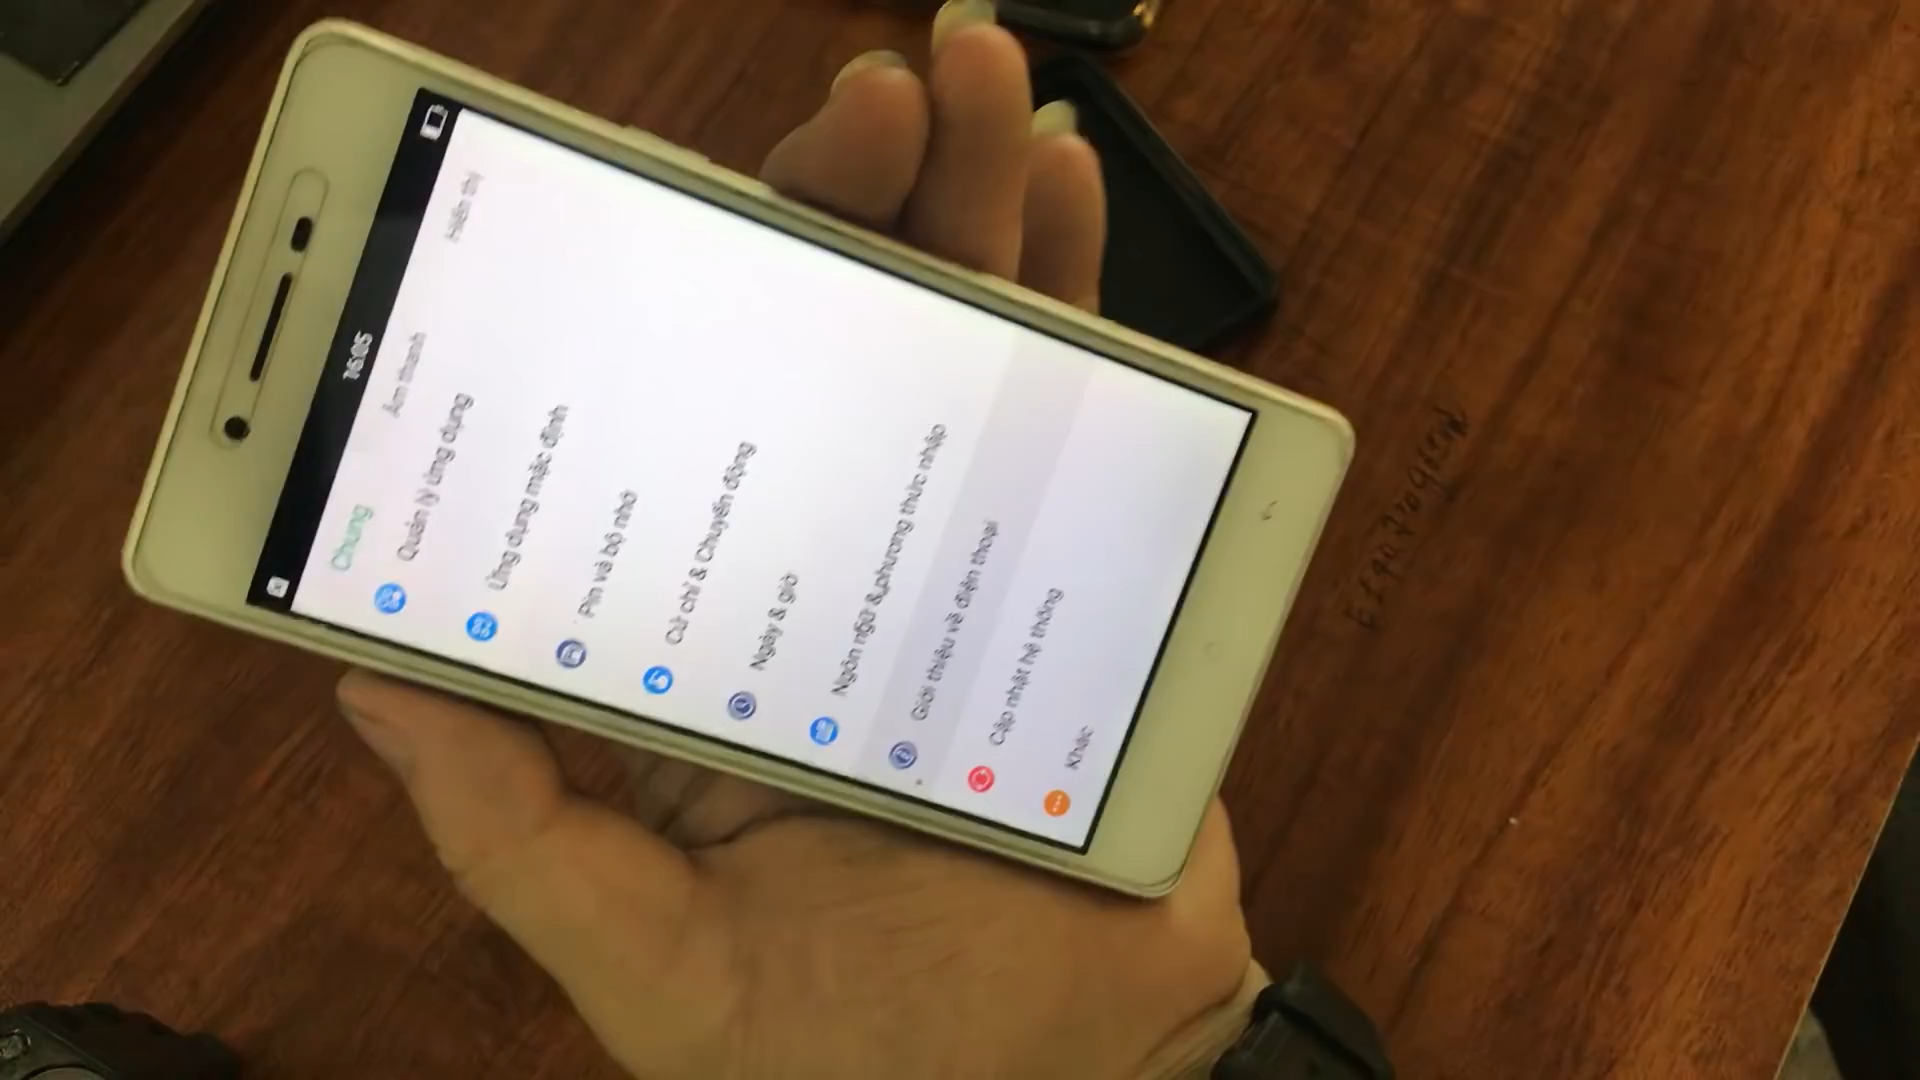 16:05
Chung Âm thanh Hiển thị
Quản lý ứng dụng
Ứng dụng mặc định
Pin và bộ nhớ
Cử chỉ & Chuyển động
Ngày & giờ
Ngôn ngữ &phương thức nhập
Giới thiệu về điện thoại
Cập nhật hệ thống
Khác